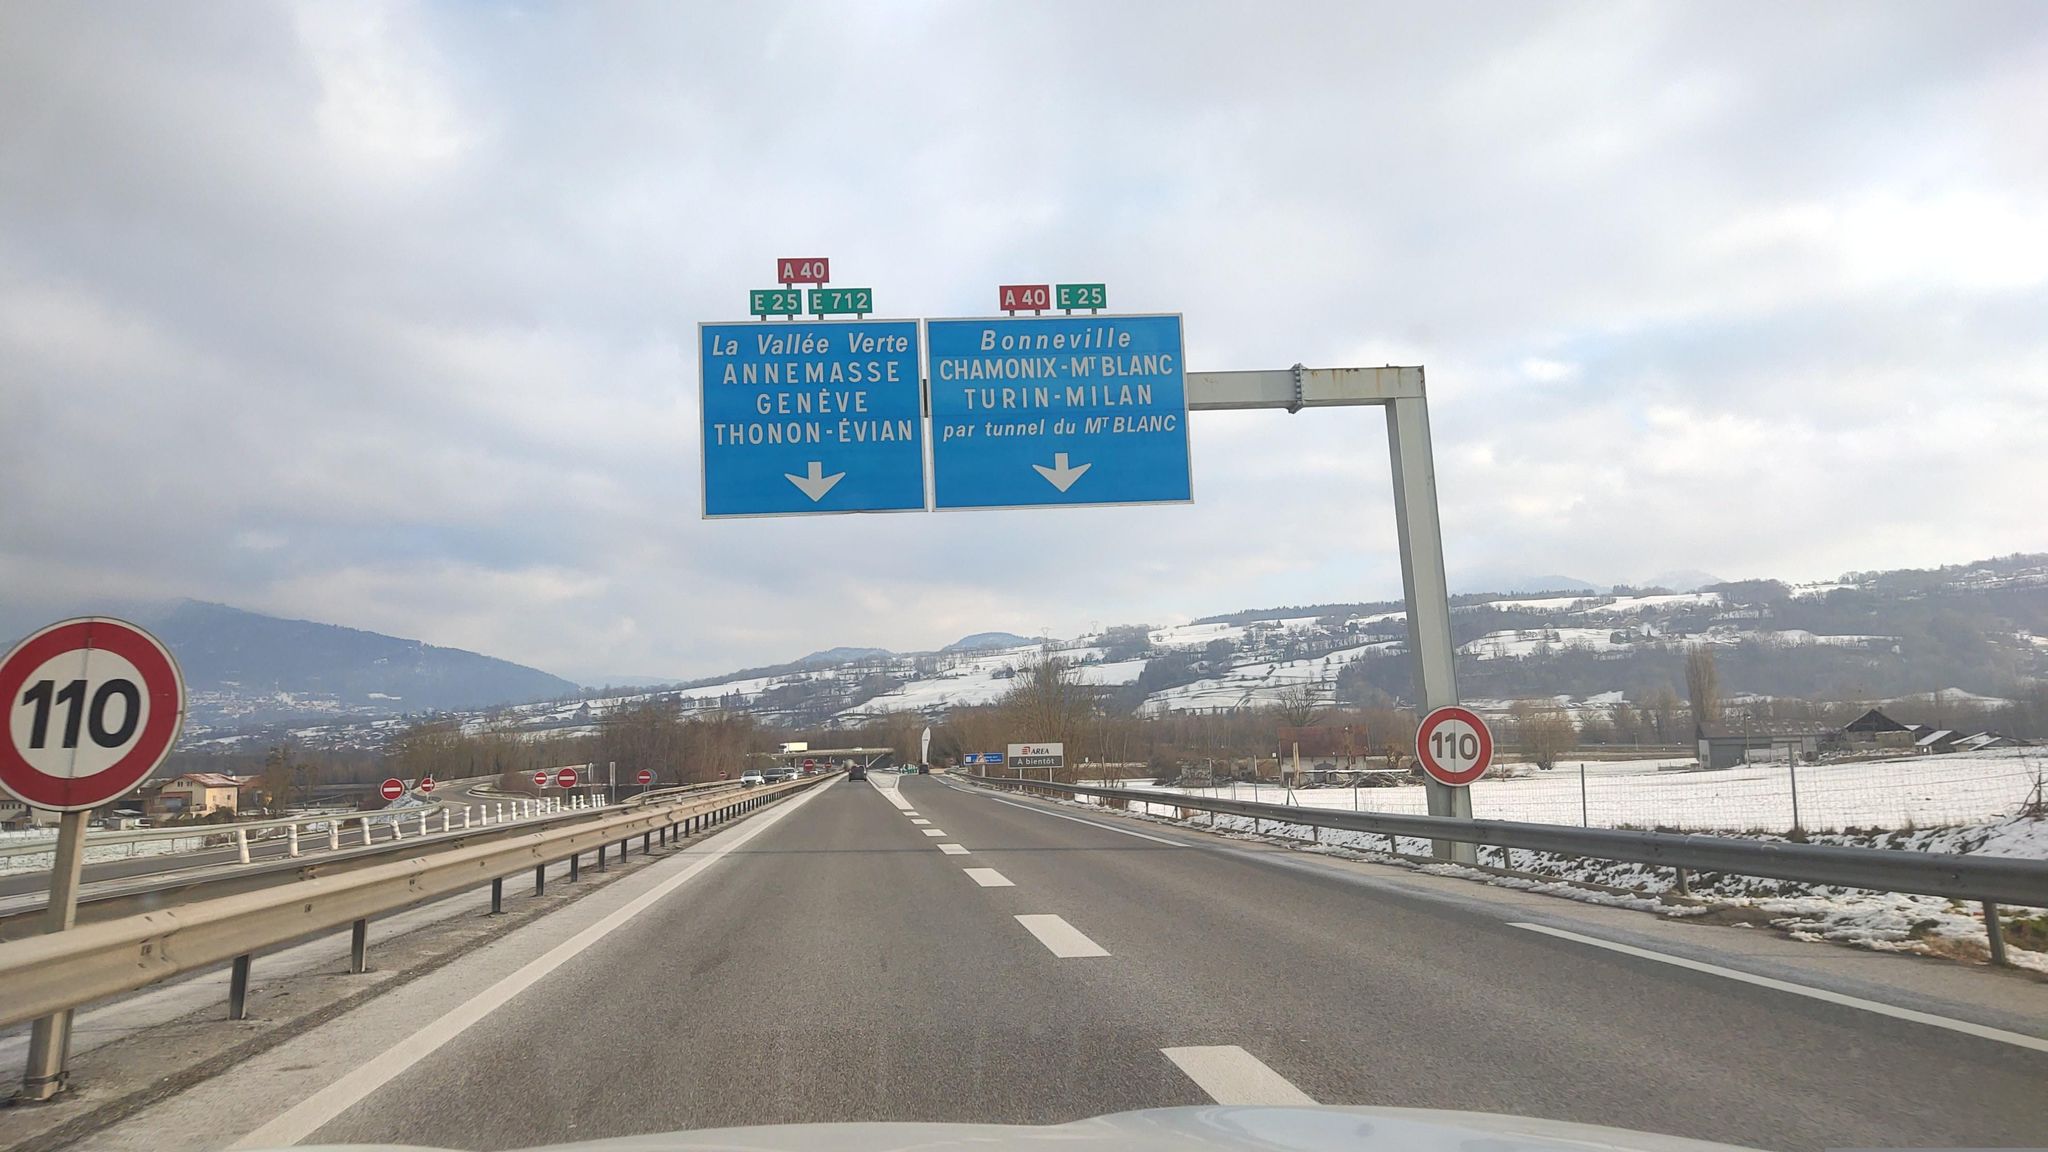 A 40
E 25 E 712
La Vallée Verte
ANNEMASSE
GENÈVE
THONON-ÉVIAN
A 40 E 25
Bonneville
CHAMONIX-MT BLANC
TURIN-MILAN
par tunnel du MT BLANC
110
110
AREA
A bientôt